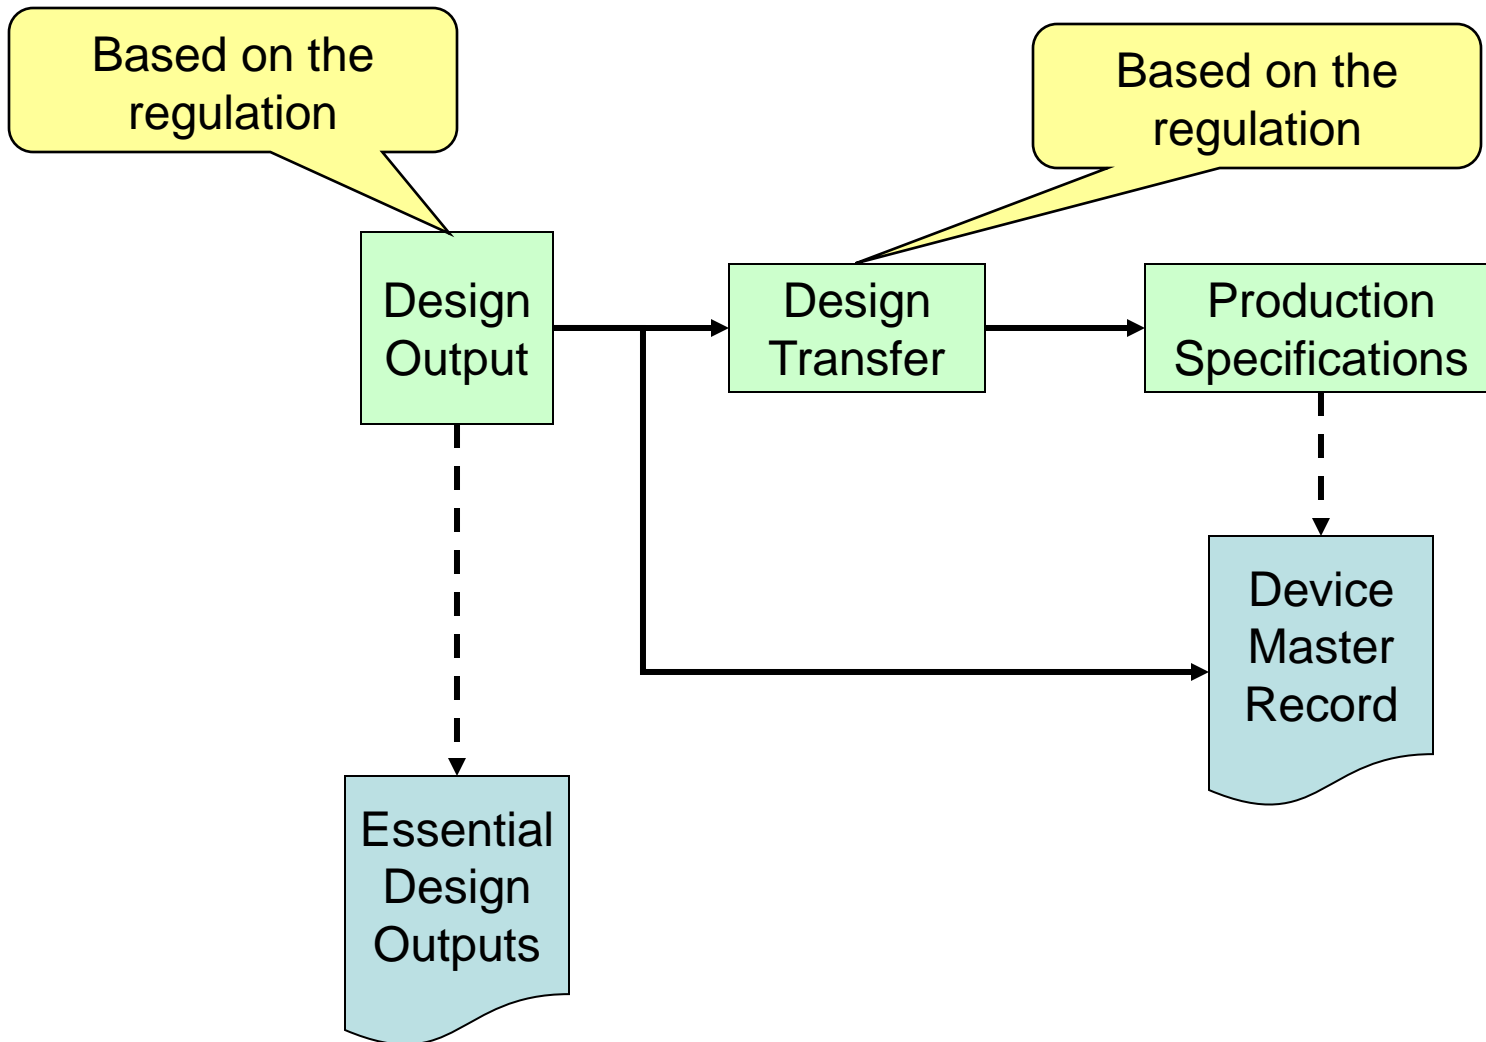 Based on the
regulation
Based on the
regulation
Design
Output
Design
Transfer
Production
Specifications
Device
Master
Record
Essential
Design
Outputs